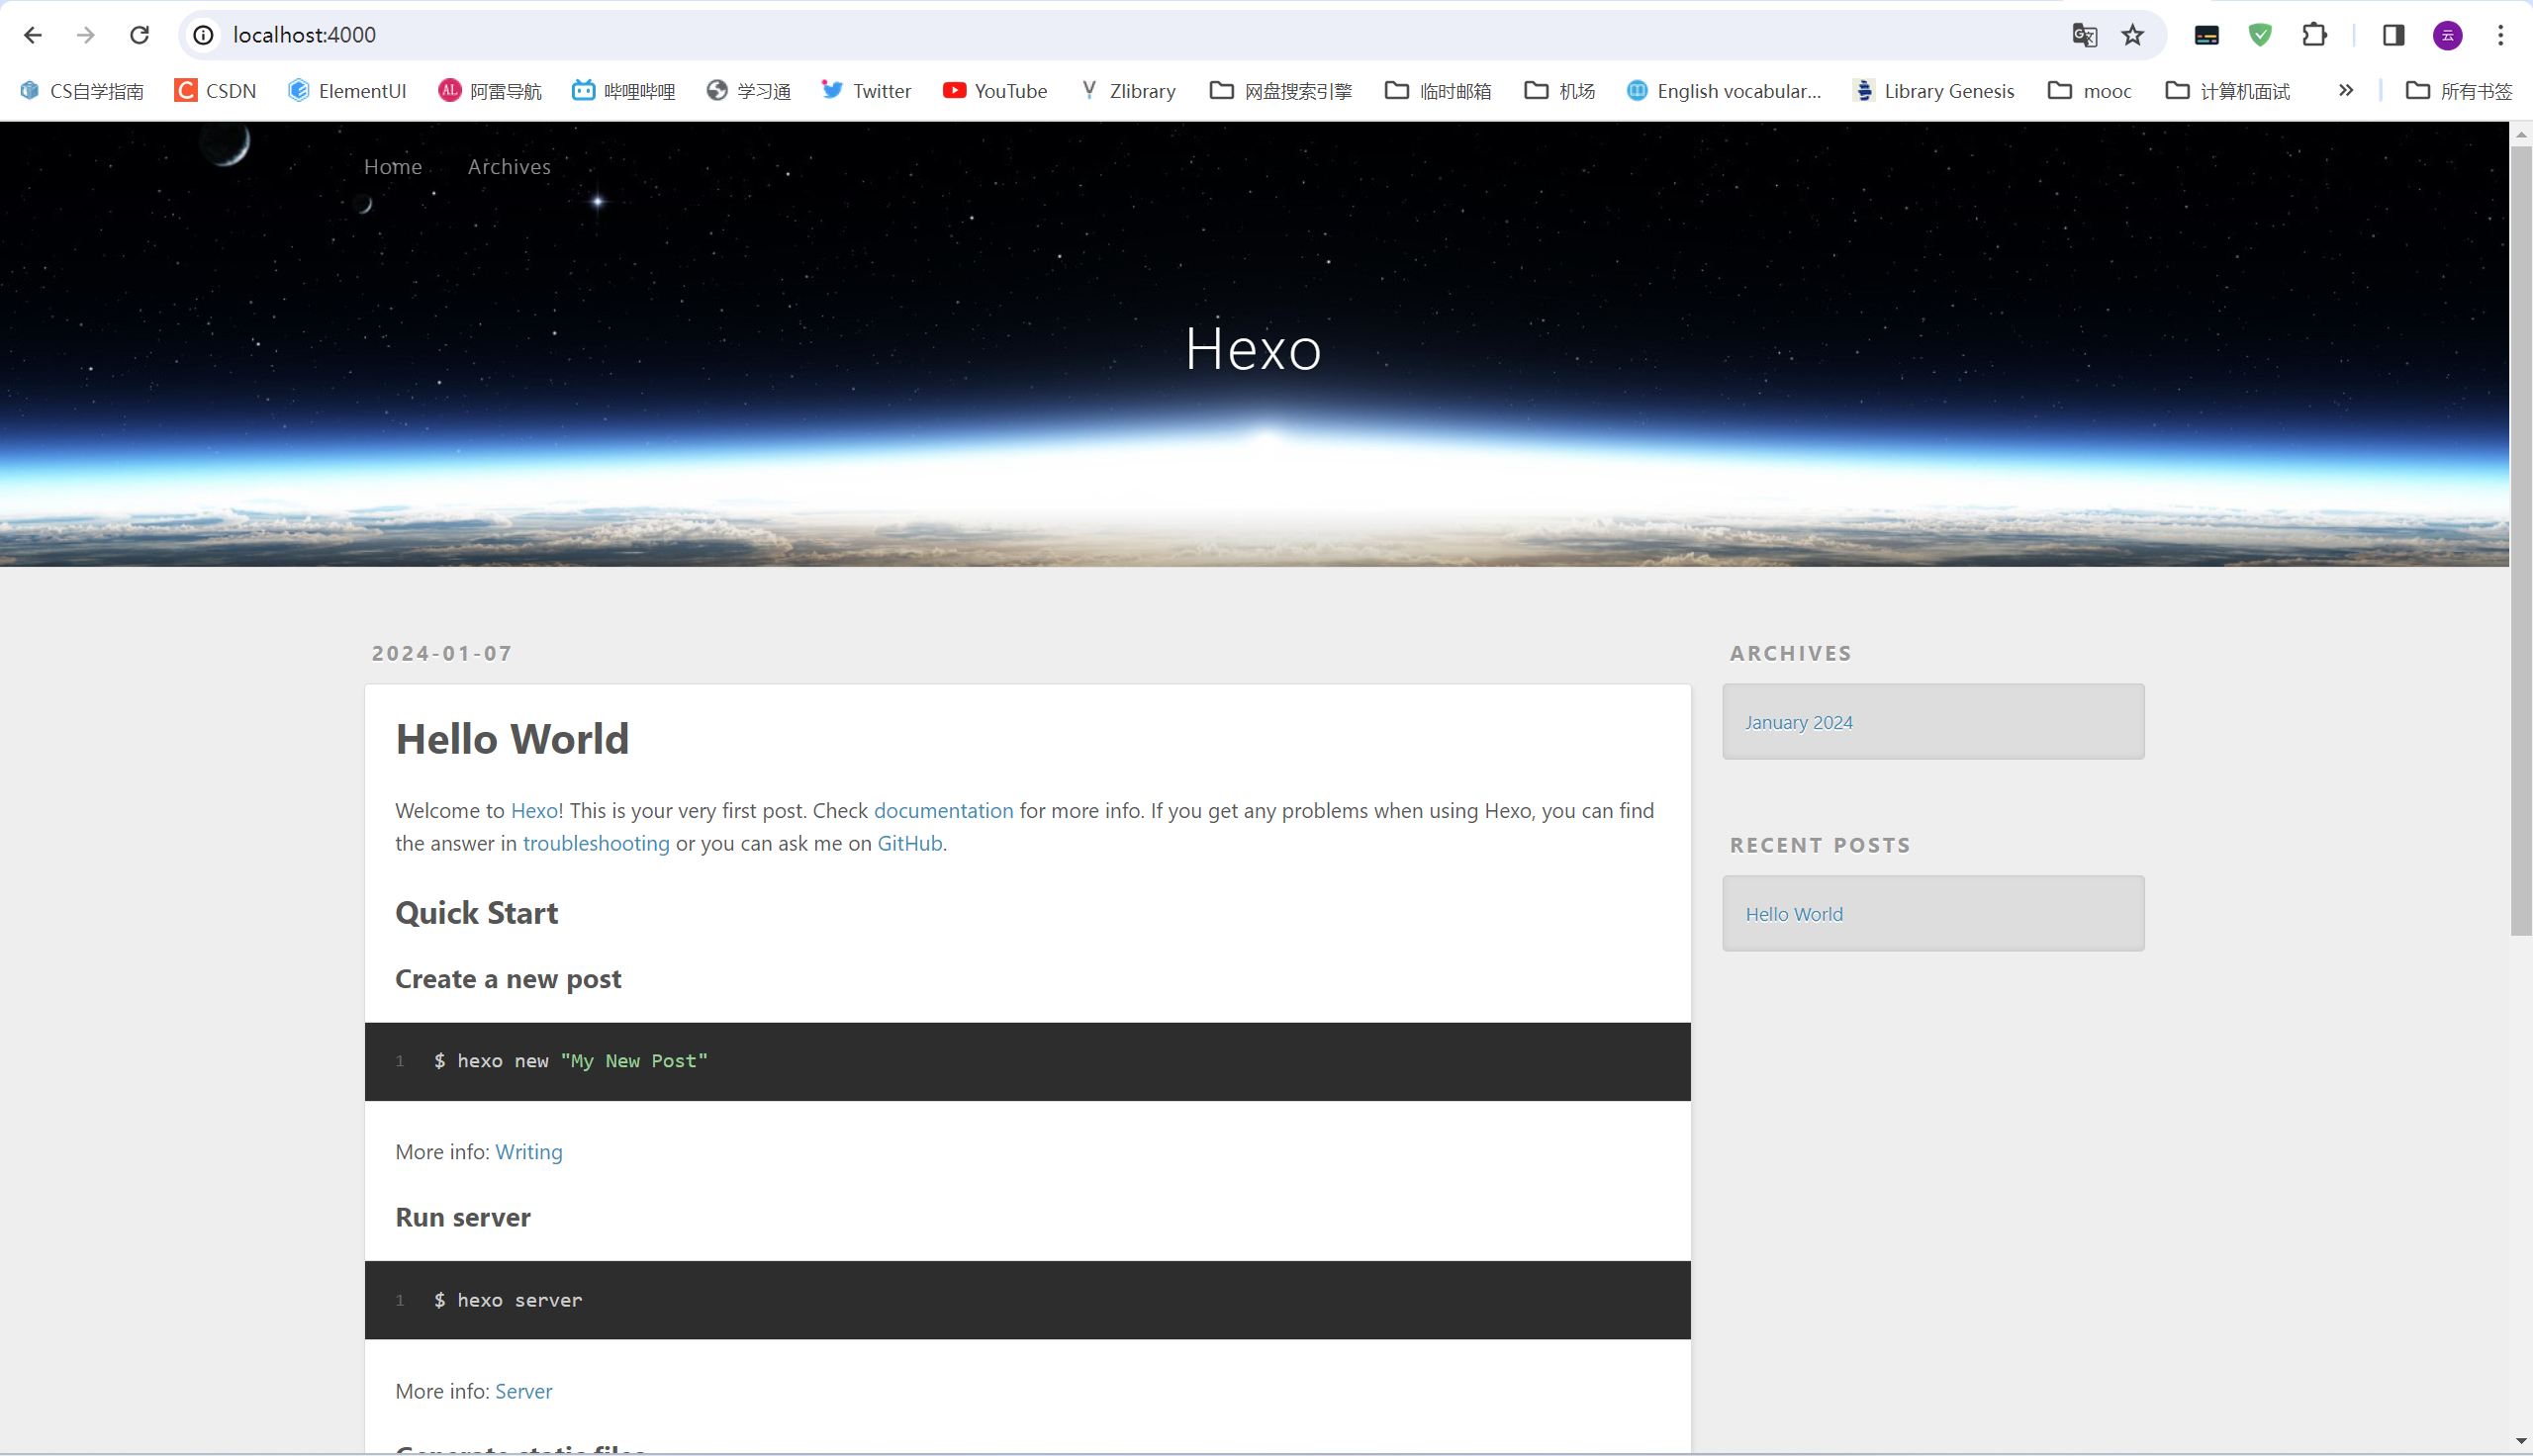 localhost:4000
CS自学指南 CSDN ElementUI 阿雷导航 哔哩哔哩 学习通 Twitter YouTube Zlibrary 网盘搜索引擎 临时邮箱 机场 English vocabular... Library Genesis mooc 计算机面试 » 所有书签
Home Archives
Hexo
2024-01-07
Hello World
Welcome to Hexo! This is your very first post. Check documentation for more info. If you get any problems when using Hexo, you can find
the answer in troubleshooting or you can ask me on GitHub.
Quick Start
Create a new post
1 $ hexo new "My New Post"
More info: Writing
Run server
1 $ hexo server
More info: Server
Generate static files
ARCHIVES
January 2024
RECENT POSTS
Hello World